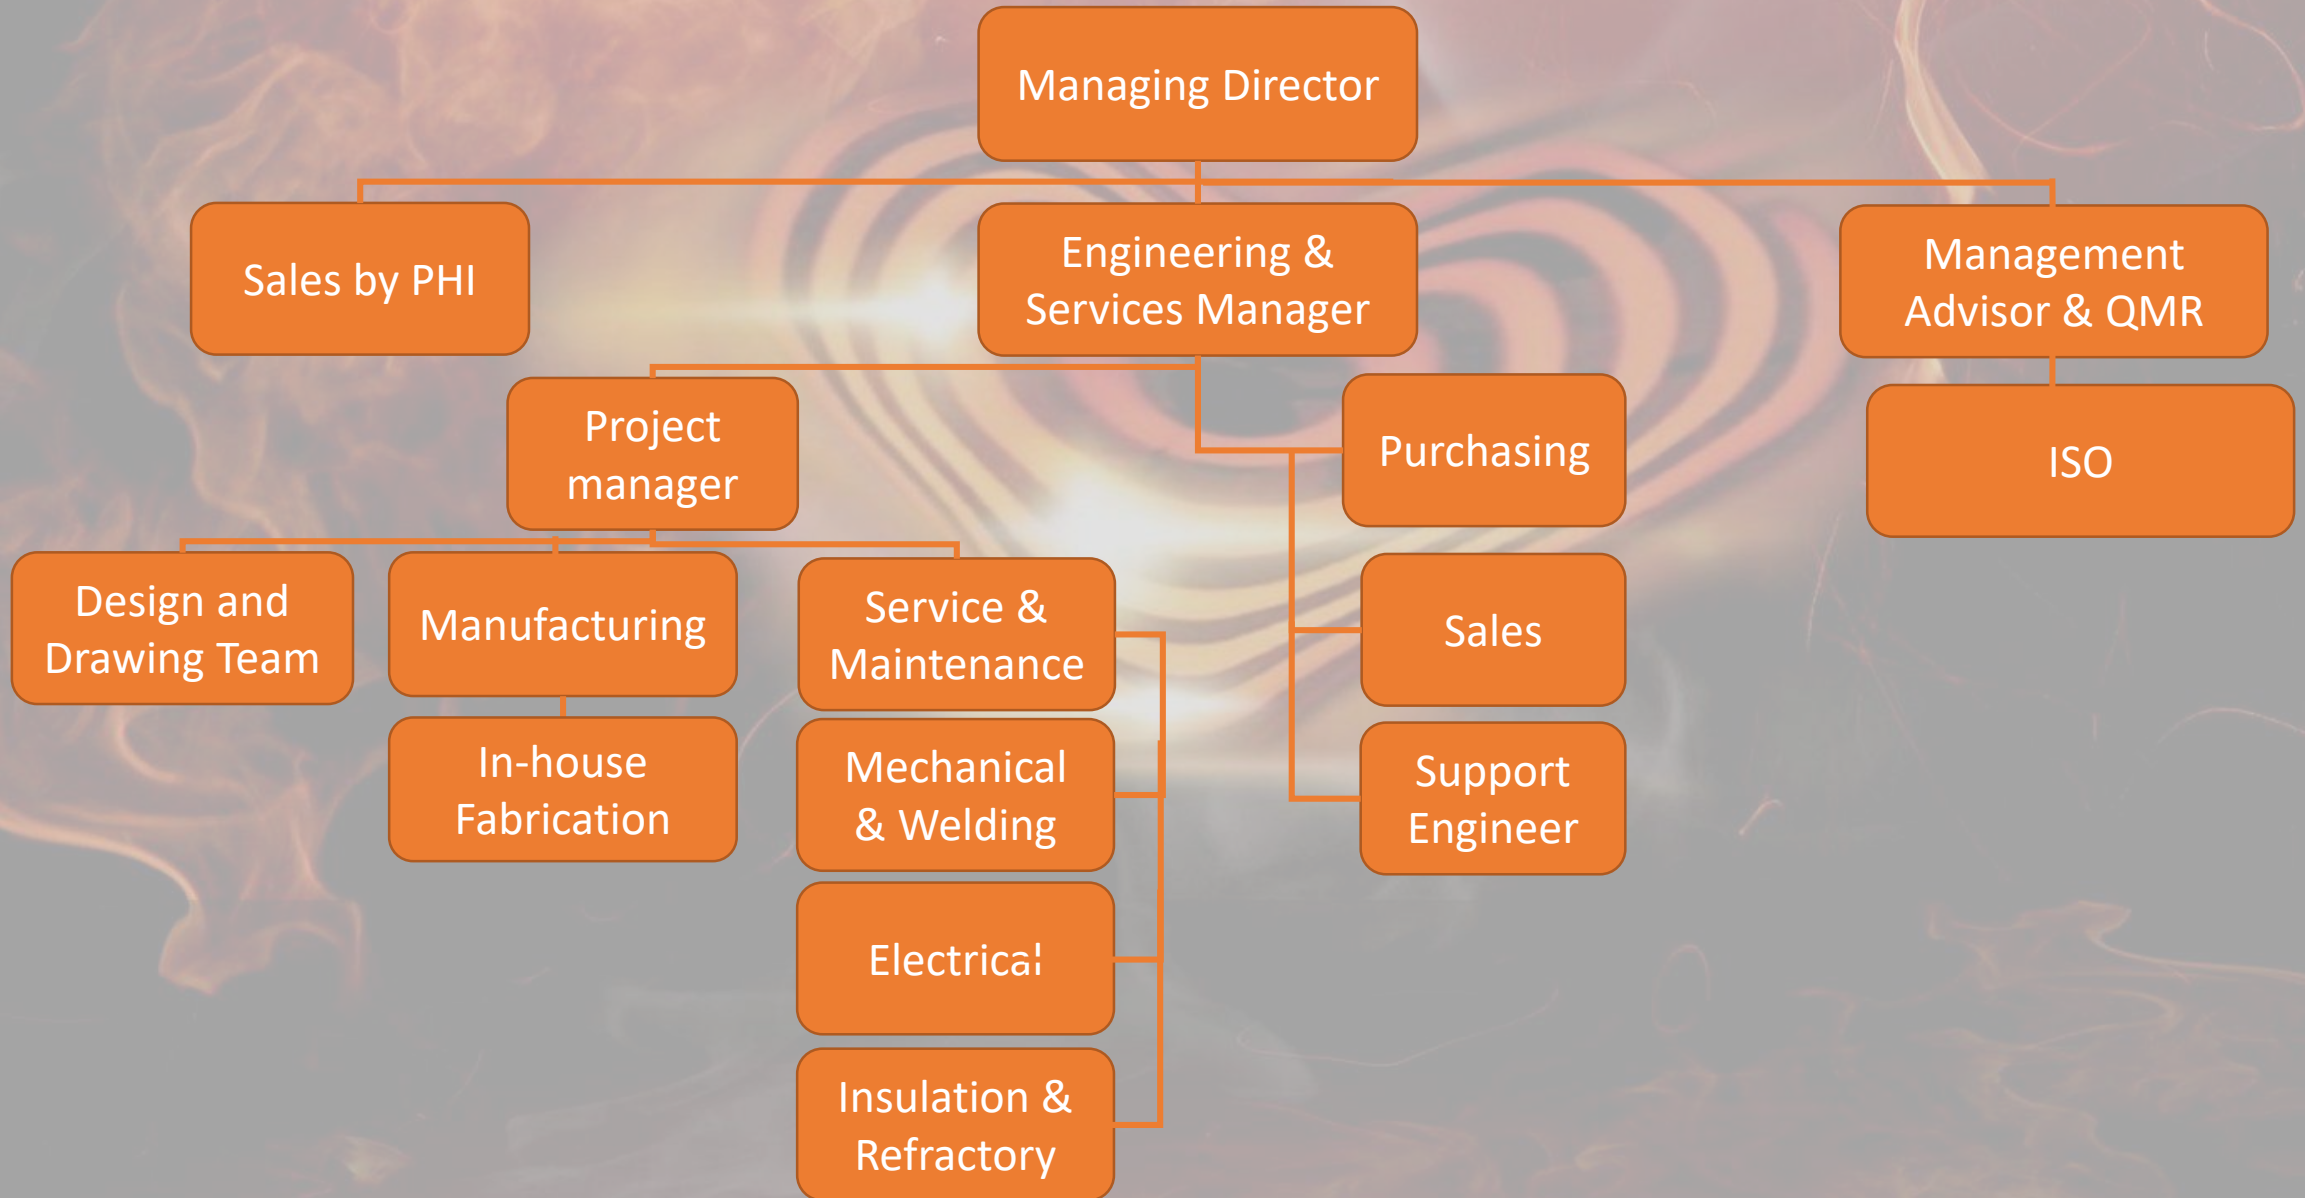 Managing Director
Sales by PHI
Engineering &
Services Manager
Management
Advisor & QMR
Project
manager
Purchasing
ISO
Design and
Drawing Team
Manufacturing
Service &
Maintenance
Sales
In-house
Fabrication
Mechanical
& Welding
Support
Engineer
Electrical
Insulation &
Refractory